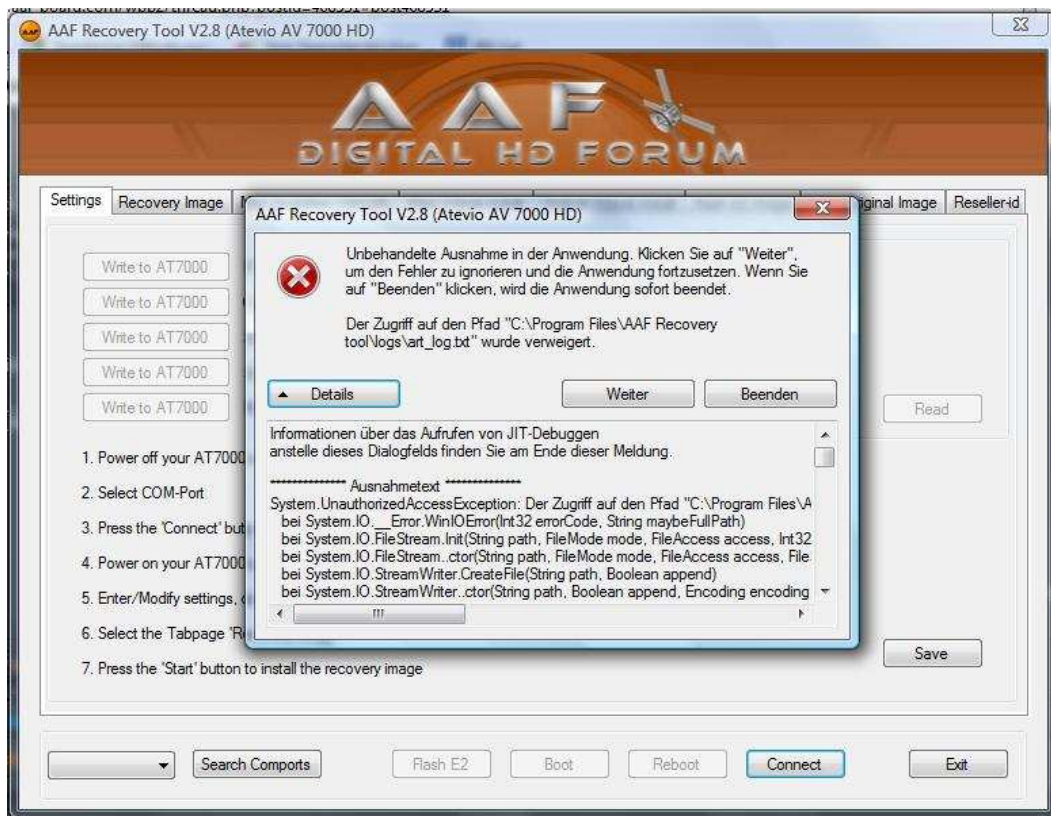 AAF Recovery Tool V2.8 (Atevio AV 7000 HD)
AAF
DIGITAL HD FORUM
Settings
Recovery Image
iginal Image
Reseller-id
Write to AT7000
Write to AT7000
Write to AT7000
Write to AT7000
Write to AT7000
Read
1. Power off your AT7000
2. Select COM-Port
3. Press the 'Connect' but
4. Power on your AT7000
5. Enter/Modify settings,
6. Select the Tabpage 'R
7. Press the 'Start' button to install the recovery image
Save
AAF Recovery Tool V2.8 (Atevio AV 7000 HD)
Unbehandelte Ausnahme in der Anwendung. Klicken Sie auf "Weiter",
um den Fehler zu ignorieren und die Anwendung fortzusetzen. Wenn Sie
auf "Beenden" klicken, wird die Anwendung sofort beendet.
Der Zugriff auf den Pfad "C:\Program Files\AAF Recovery
tool\logs\art_log.txt" wurde verweigert.
Details
Weiter
Beenden
Informationen über das Aufrufen von JIT-Debuggen
anstelle dieses Dialogfelds finden Sie am Ende dieser Meldung.
************** Ausnahmetext **************
System.UnauthorizedAccessException: Der Zugriff auf den Pfad "C:\Program Files\A
bei System.IO.__Error.WinIOError(Int32 errorCode, String maybeFullPath)
bei System.IO.FileStream.Init(String path, FileMode mode, FileAccess access, Int32
bei System.IO.FileStream..ctor(String path, FileMode mode, FileAccess access, File
bei System.IO.StreamWriter.CreateFile(String path, Boolean append)
bei System.IO.StreamWriter..ctor(String path, Boolean append, Encoding encoding
Search Comports
Flash E2
Boot
Reboot
Connect
Exit